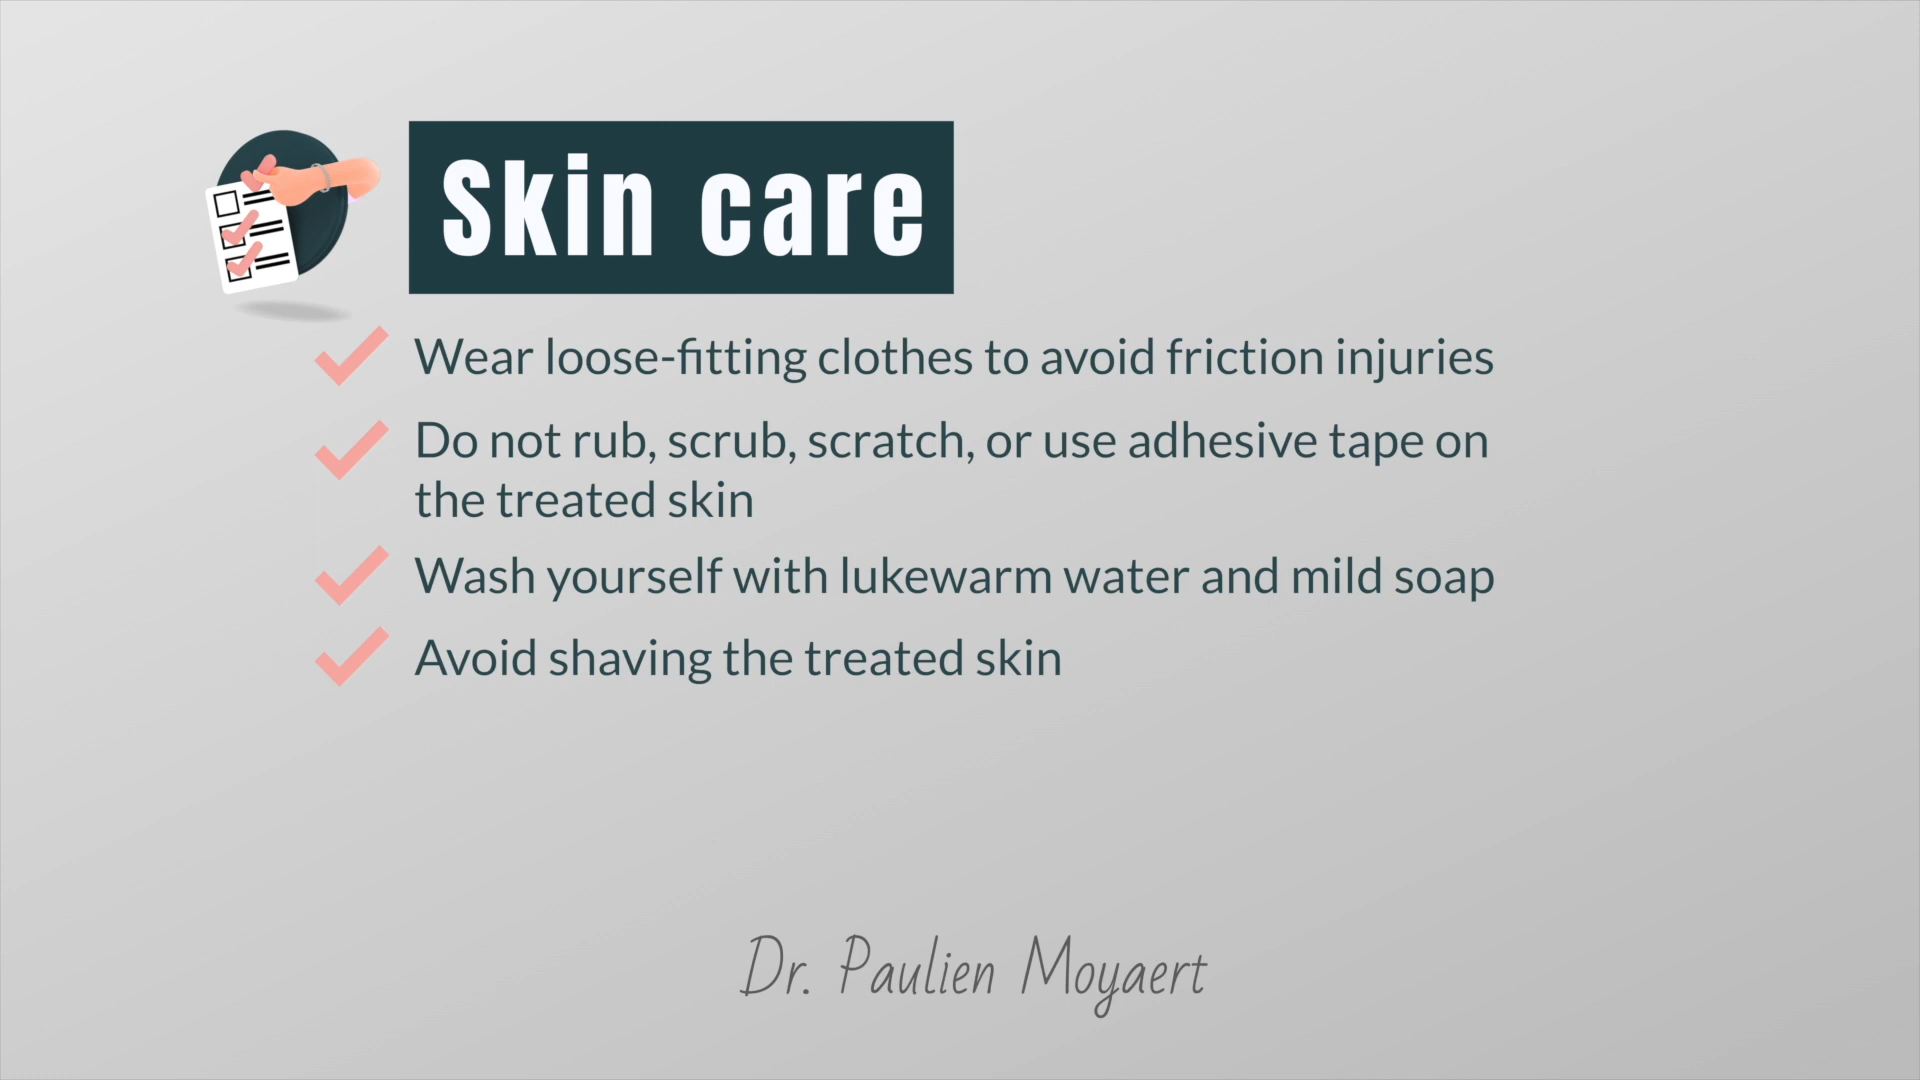 Skin care
Wear loose-fitting clothes to avoid friction injuries
Do not rub, scrub, scratch, or use adhesive tape on
the treated skin
Wash yourself with lukewarm water and mild soap
Avoid shaving the treated skin
Dr. Paulien Moyaert